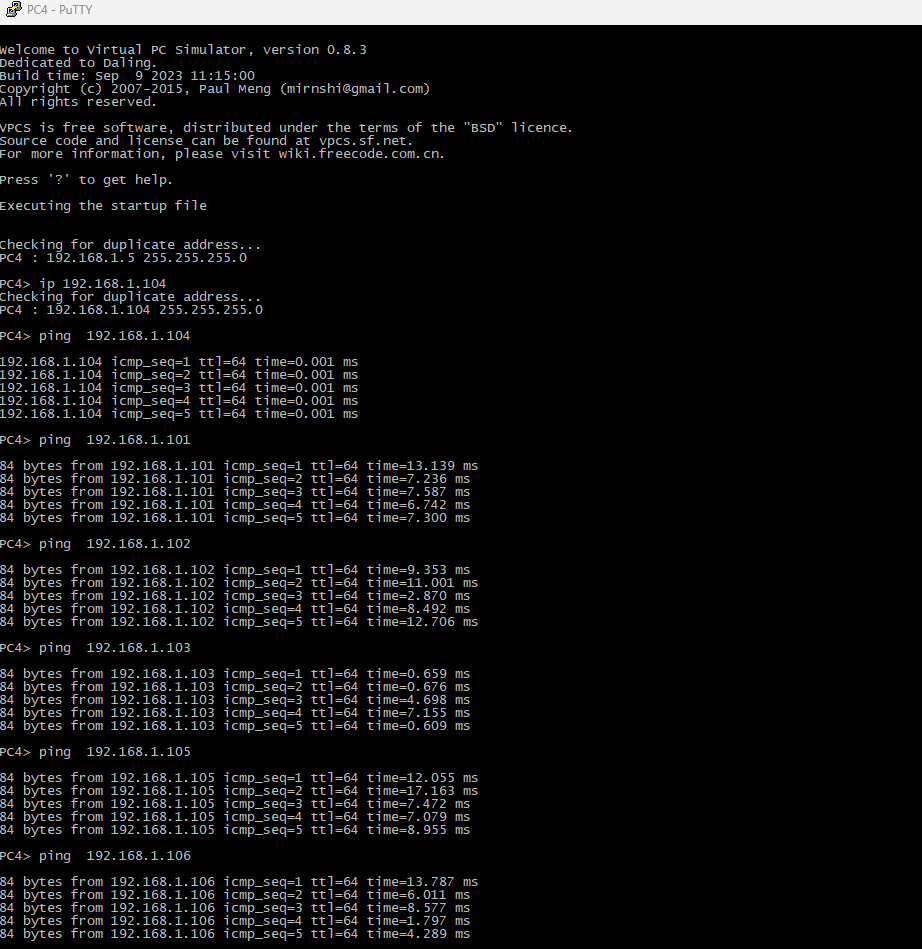 PC4 - PuTTY
Welcome to Virtual PC Simulator, version 0.8.3
Dedicated to Daling.
Build time: Sep  9 2023 11:15:00
Copyright (c) 2007-2015, Paul Meng (mirnshi@gmail.com)
All rights reserved.
VPCS is free software, distributed under the terms of the "BSD" licence.
Source code and license can be found at vpcs.sf.net.
For more information, please visit wiki.freecode.com.cn.
Press '?' to get help.
Executing the startup file
Checking for duplicate address...
PC4 : 192.168.1.5 255.255.255.0
PC4> ip 192.168.1.104
Checking for duplicate address...
PC4 : 192.168.1.104 255.255.255.0
PC4> ping  192.168.1.104
192.168.1.104 icmp_seq=1 ttl=64 time=0.001 ms
192.168.1.104 icmp_seq=2 ttl=64 time=0.001 ms
192.168.1.104 icmp_seq=3 ttl=64 time=0.001 ms
192.168.1.104 icmp_seq=4 ttl=64 time=0.001 ms
192.168.1.104 icmp_seq=5 ttl=64 time=0.001 ms
PC4> ping  192.168.1.101
84 bytes from 192.168.1.101 icmp_seq=1 ttl=64 time=13.139 ms
84 bytes from 192.168.1.101 icmp_seq=2 ttl=64 time=7.236 ms
84 bytes from 192.168.1.101 icmp_seq=3 ttl=64 time=7.587 ms
84 bytes from 192.168.1.101 icmp_seq=4 ttl=64 time=6.742 ms
84 bytes from 192.168.1.101 icmp_seq=5 ttl=64 time=7.300 ms
PC4> ping  192.168.1.102
84 bytes from 192.168.1.102 icmp_seq=1 ttl=64 time=9.353 ms
84 bytes from 192.168.1.102 icmp_seq=2 ttl=64 time=11.001 ms
84 bytes from 192.168.1.102 icmp_seq=3 ttl=64 time=2.870 ms
84 bytes from 192.168.1.102 icmp_seq=4 ttl=64 time=8.492 ms
84 bytes from 192.168.1.102 icmp_seq=5 ttl=64 time=12.706 ms
PC4> ping  192.168.1.103
84 bytes from 192.168.1.103 icmp_seq=1 ttl=64 time=0.659 ms
84 bytes from 192.168.1.103 icmp_seq=2 ttl=64 time=0.676 ms
84 bytes from 192.168.1.103 icmp_seq=3 ttl=64 time=4.698 ms
84 bytes from 192.168.1.103 icmp_seq=4 ttl=64 time=7.155 ms
84 bytes from 192.168.1.103 icmp_seq=5 ttl=64 time=0.609 ms
PC4> ping  192.168.1.105
84 bytes from 192.168.1.105 icmp_seq=1 ttl=64 time=12.055 ms
84 bytes from 192.168.1.105 icmp_seq=2 ttl=64 time=17.163 ms
84 bytes from 192.168.1.105 icmp_seq=3 ttl=64 time=7.472 ms
84 bytes from 192.168.1.105 icmp_seq=4 ttl=64 time=7.079 ms
84 bytes from 192.168.1.105 icmp_seq=5 ttl=64 time=8.955 ms
PC4> ping  192.168.1.106
84 bytes from 192.168.1.106 icmp_seq=1 ttl=64 time=13.787 ms
84 bytes from 192.168.1.106 icmp_seq=2 ttl=64 time=6.011 ms
84 bytes from 192.168.1.106 icmp_seq=3 ttl=64 time=8.577 ms
84 bytes from 192.168.1.106 icmp_seq=4 ttl=64 time=1.797 ms
84 bytes from 192.168.1.106 icmp_seq=5 ttl=64 time=4.289 ms